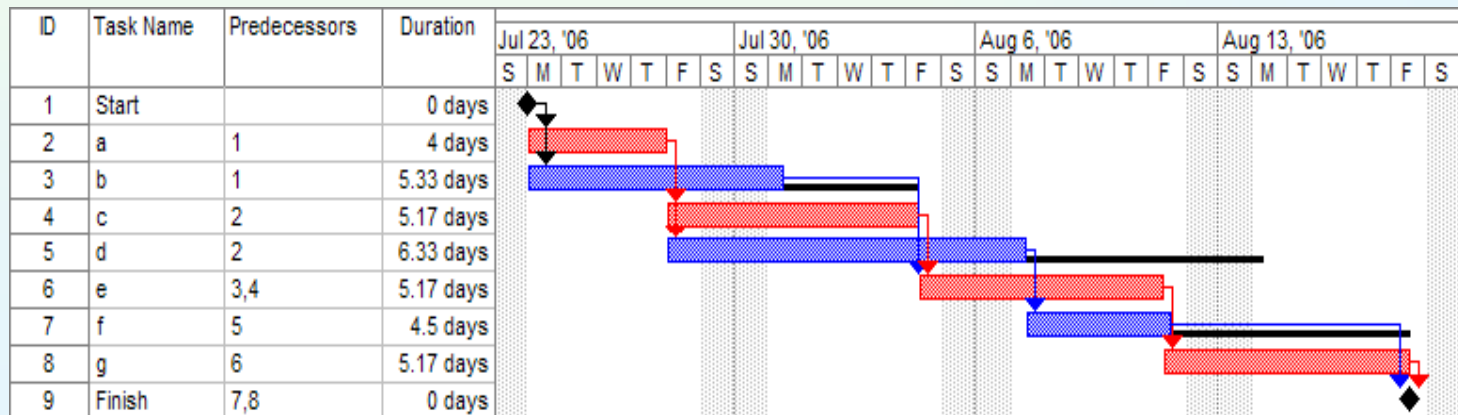 ID Task Name Predecessors Duration
Jul 23, '06 Jul 30, '06 Aug 6, '06 Aug 13, '06
S M T W T F S S M T W T F S S M T W T F S S M T W T F S
1 Start 0 days
2 a 1 4 days
3 b 1 5.33 days
4 c 2 5.17 days
5 d 2 6.33 days
6 e 3,4 5.17 days
7 f 5 4.5 days
8 g 6 5.17 days
9 Finish 7,8 0 days